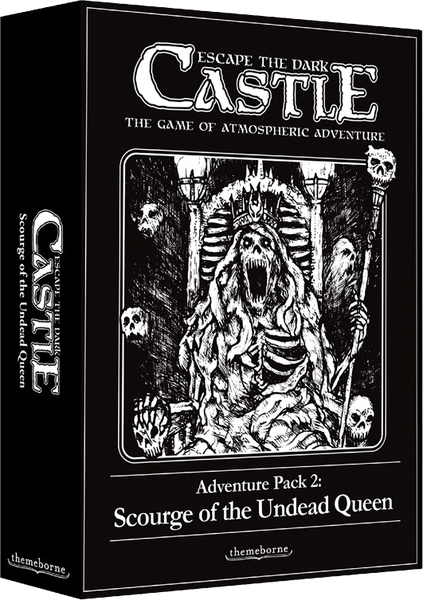 ESCAPE THE DARK
CASTLE
THE GAME OF ATMOSPHERIC ADVENTURE
Adventure Pack 2:
Scourge of the Undead Queen
themeborne
ESCAPE THE DARK
CASTLE
Scourge of the Undead Queen
themeborne